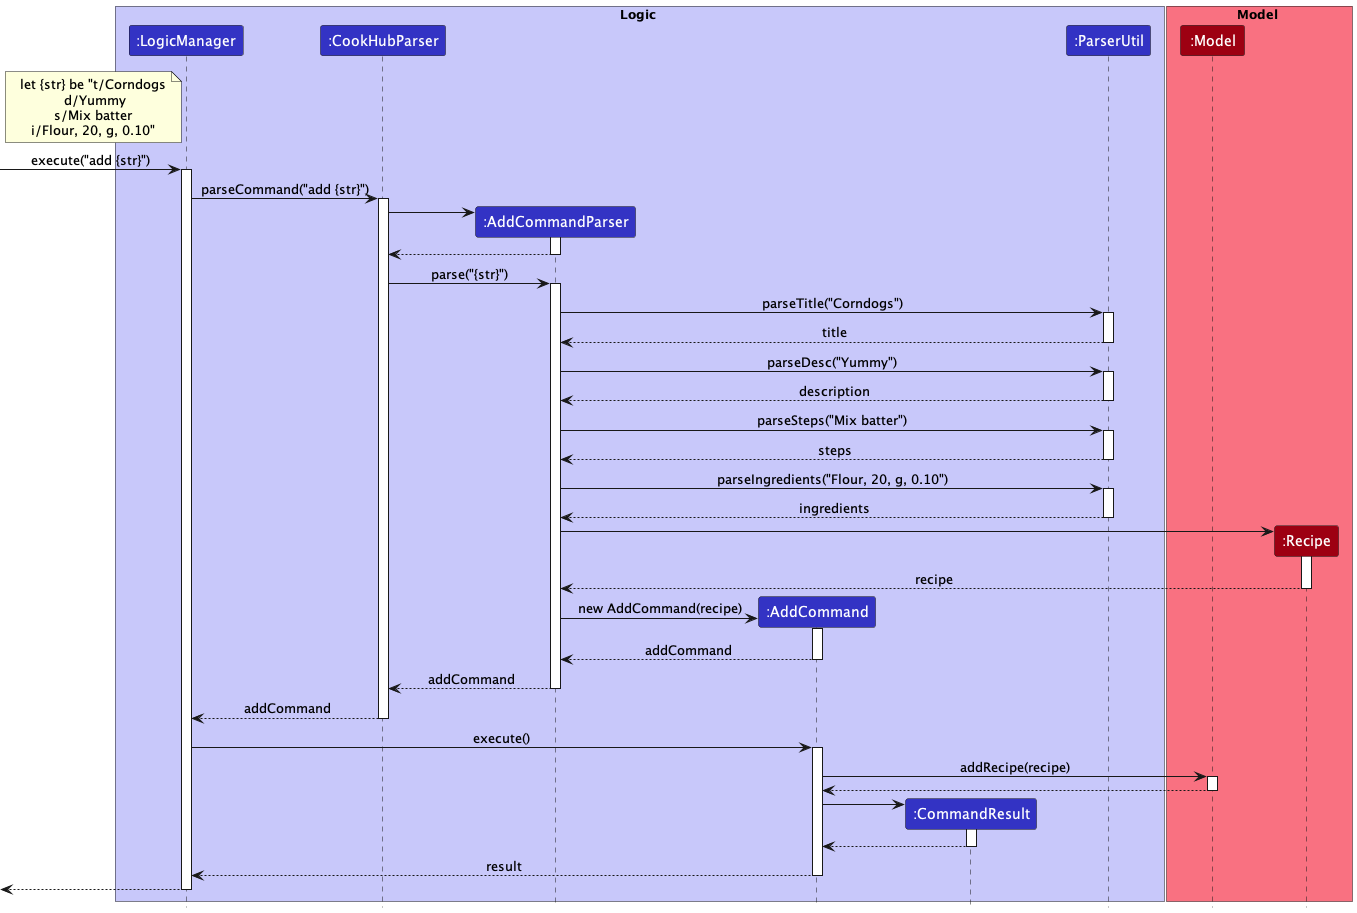 Logic
Model
:LogicManager
:CookHubParser
:ParserUtil
:Model
let {str} be "t/Corndogs
d/Yummy
s/Mix batter
i/Flour, 20, g, 0.10"
execute("add {str}")
parseCommand("add {str}")
:AddCommandParser
parse("{str}")
parseTitle("Corndogs")
title
parseDesc("Yummy")
description
parseSteps("Mix batter")
steps
parseIngredients("Flour, 20, g, 0.10")
ingredients
:Recipe
recipe
new AddCommand(recipe)
:AddCommand
addCommand
addCommand
addCommand
execute()
addRecipe(recipe)
:CommandResult
result